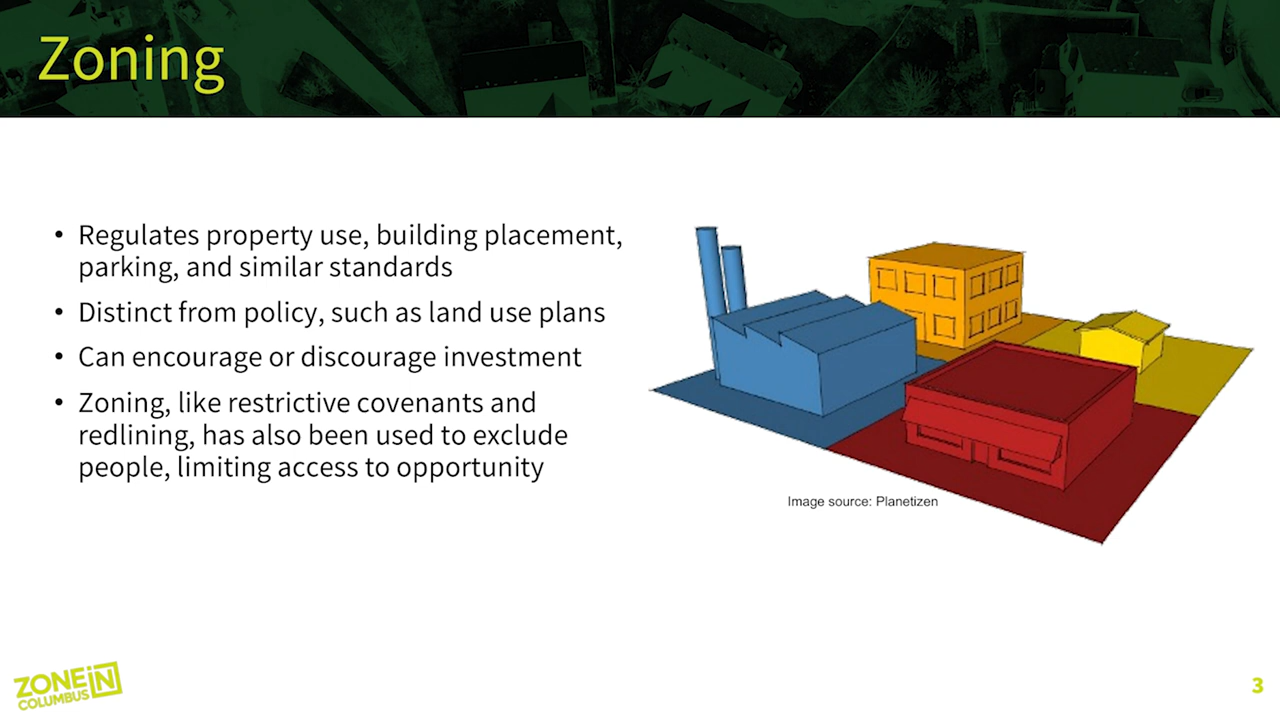 Zoning
• Regulates property use, building placement,
parking, and similar standards
• Distinct from policy, such as land use plans
• Can encourage or discourage investment
• Zoning, like restrictive covenants and
redlining, has also been used to exclude
people, limiting access to opportunity
Image source: Planetizen
ZONE iN
COLUMBUS
3